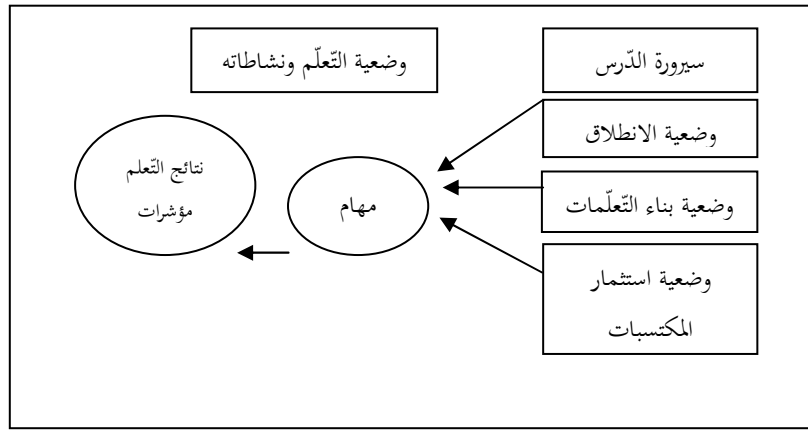 سيرورة الدّرس
وضعية التّعلّم ونشاطاته
وضعية الانطلاق
وضعية بناء التّعلّمات
وضعية استثمار
المكتسبات
مهام
نتائج التّعلم
مؤشرات